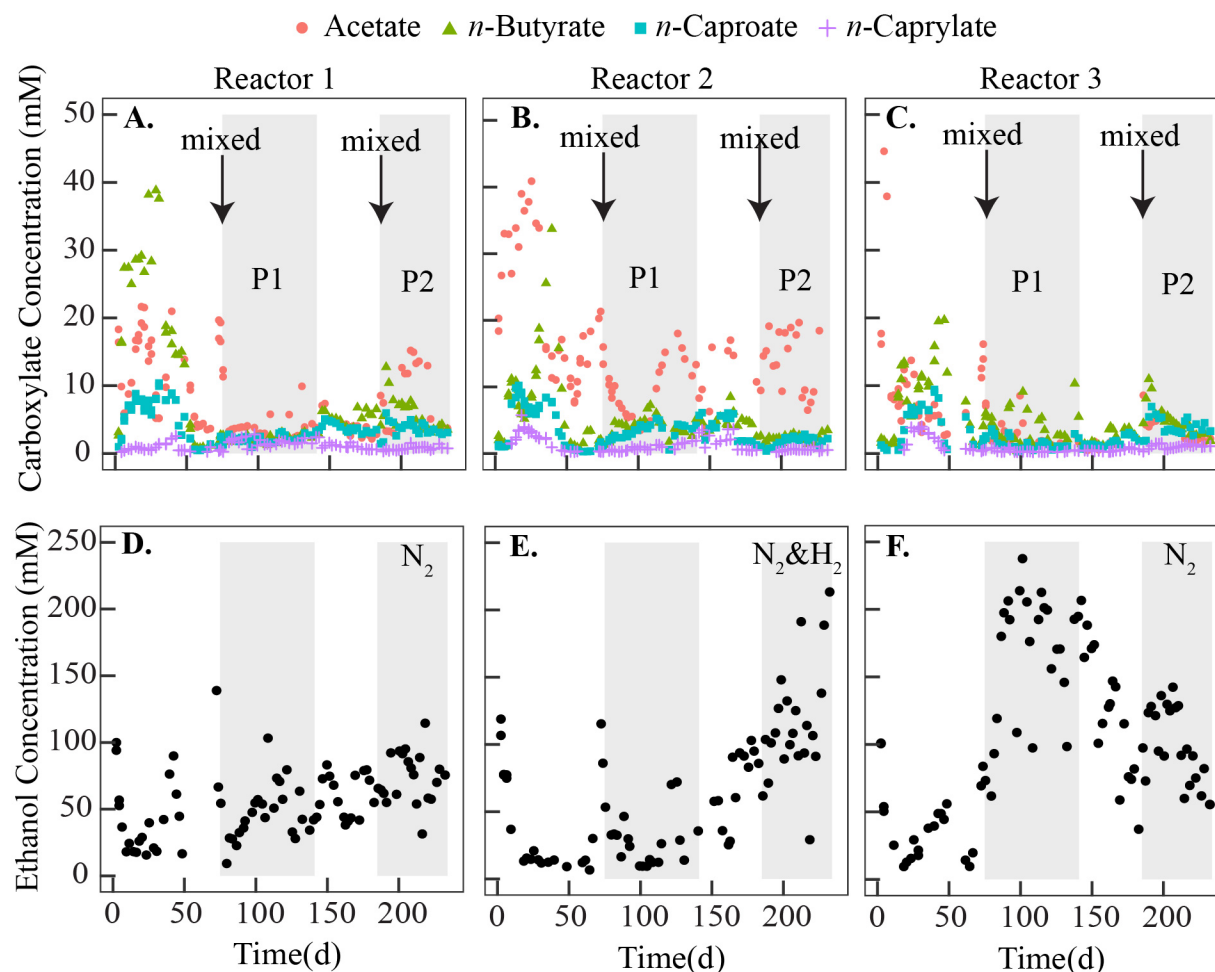 Acetate n-Butyrate n-Caproate n-Caprylate
Reactor 1 Reactor 2 Reactor 3
Carboxylate Concentration (mM)
50
40
30
20
10
0
A.
mixed
mixed
P1
P2
B.
mixed
mixed
P1
P2
C.
mixed
mixed
P1
P2
Ethanol Concentration (mM)
250
200
150
100
50
0
D.
N₂
E.
N₂&H₂
F.
N₂
0 50 100 150 200
0 50 100 150 200
0 50 100 150 200
Time(d) Time(d) Time(d)